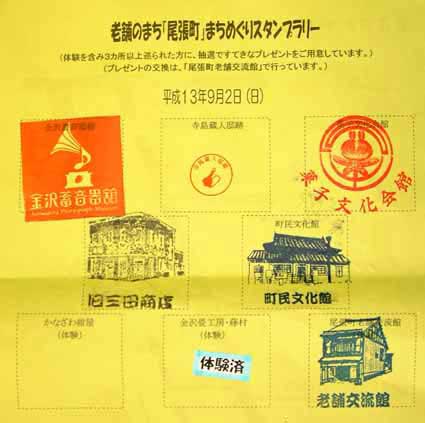 老舗のまち「尾張町」まちめぐりスタンプラリー
(体験を含み3カ所以上巡られた方に、抽選ですてきなプレゼントをご用意しています。)
(プレゼントの交換は、「尾張町老舗交流館」で行っています。)
平成13年9月2日(日)
寺島蔵人邸跡
金沢蓄音器館
菓子文化会館
旧三田商店
町民文化館
町民文化館
かなざわ紙屋
(体験)
金沢菱工房・藤村
(体験)
体験済
老舗交流館